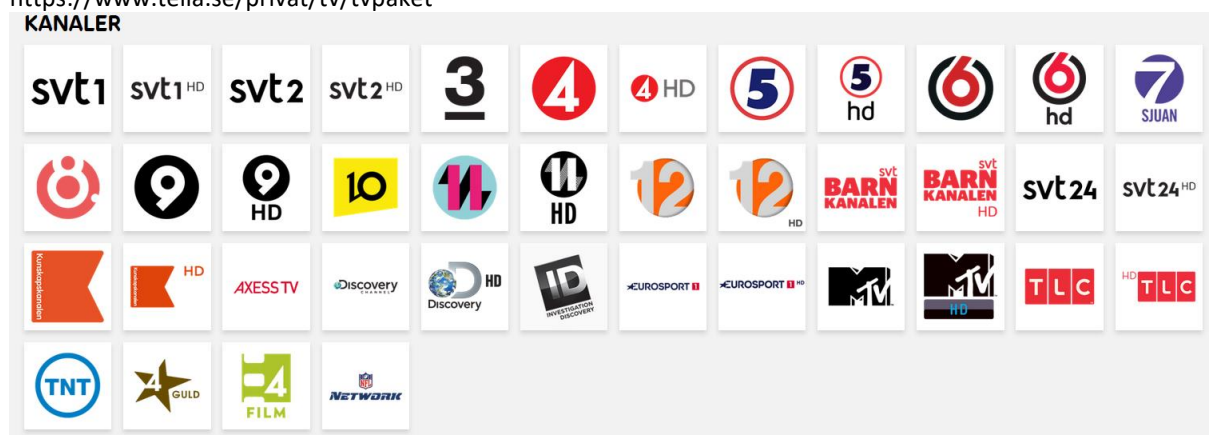 https://www.telia.se/privat/tv/tvpaket
KANALER
svt1 svt1 HD svt2 svt2 HD 3 4 4 HD 5 5 hd 6 6 hd 7 SJUAN
8 9 9 HD 10 11 11 HD 12 12 HD svt BARN KANALEN svt BARN KANALEN HD svt24 svt24 HD
Kunskapskanalen Kunskapskanalen HD AXESS TV Discovery CHANNEL Discovery HD ID INVESTIGATION DISCOVERY EUROSPORT 1 EUROSPORT 1 HD MTV MTV HD TLC HD TLC
TNT 4 GULD 4 FILM NFL NETWORK